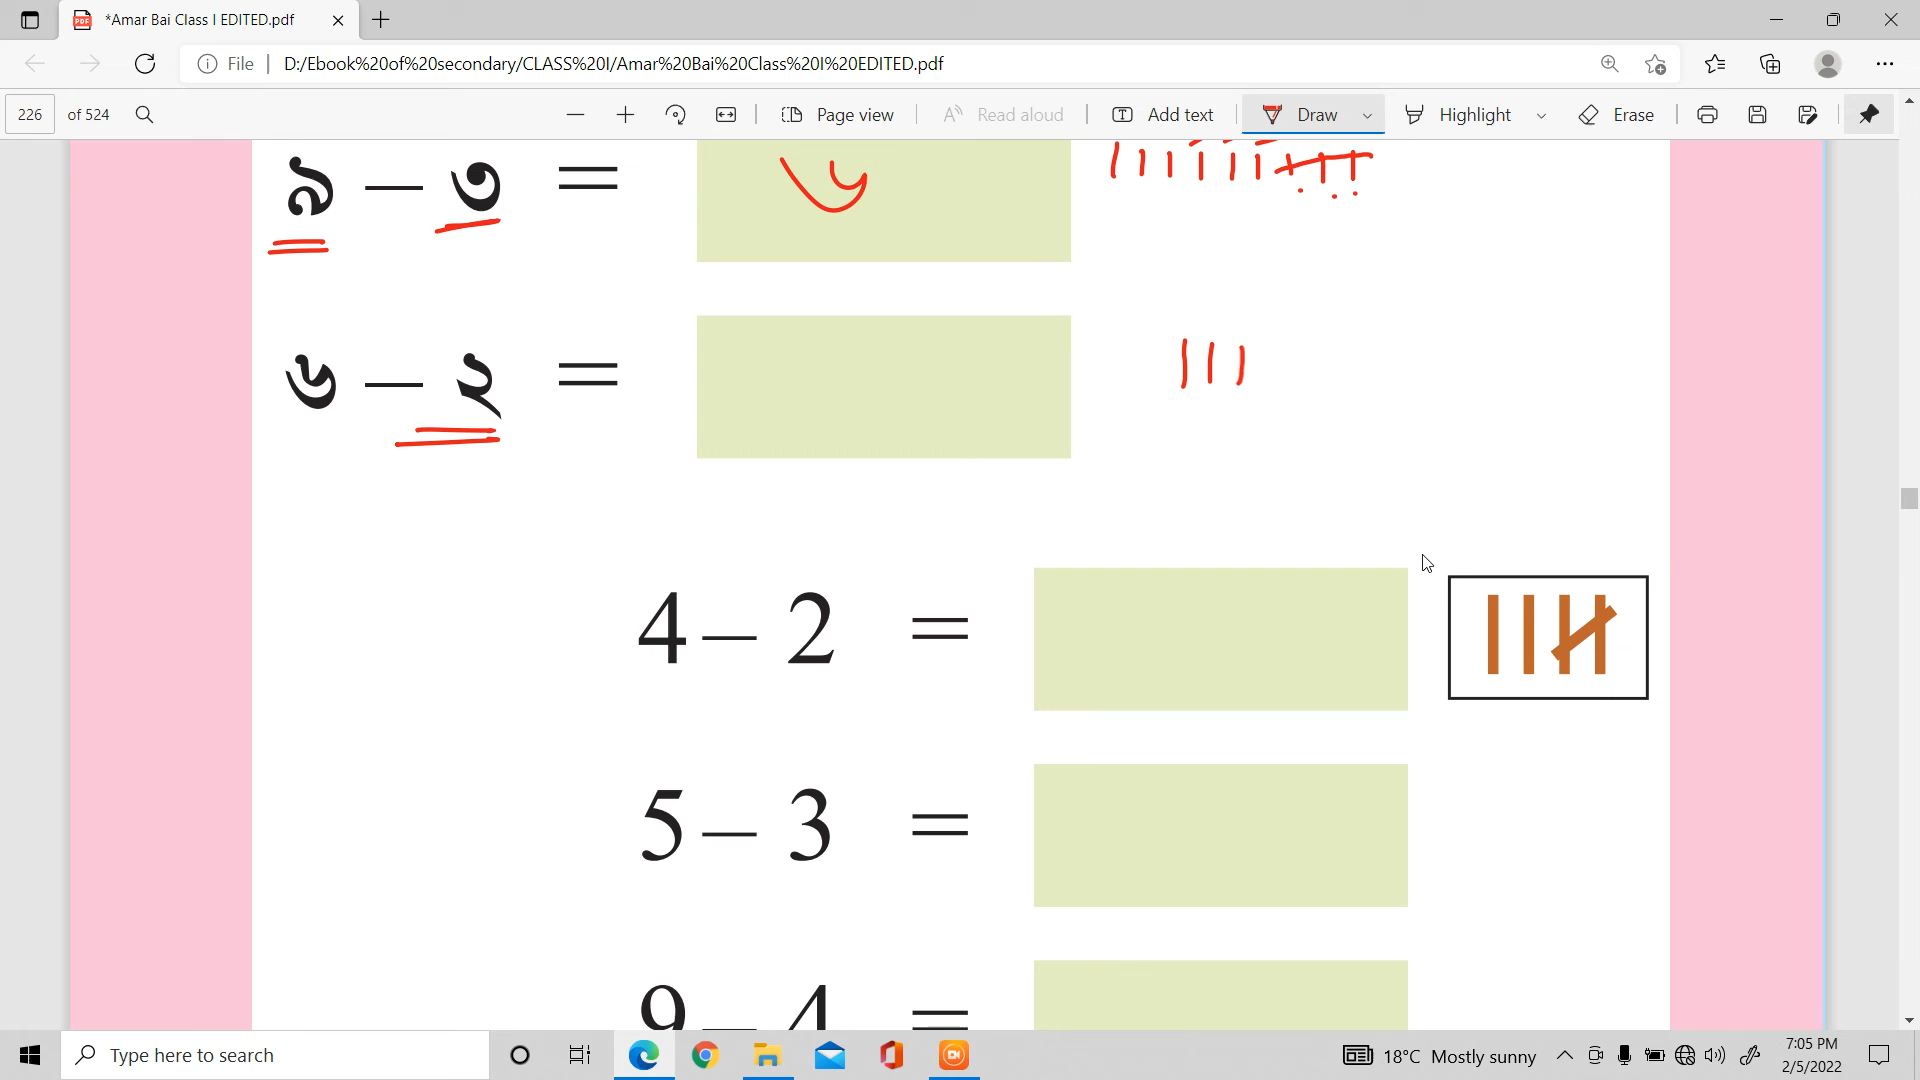 *Amar Bai Class I EDITED.pdf
File D:/Ebook%20of%20secondary/CLASS%20I/Amar%20Bai%20Class%20I%20EDITED.pdf
226 of 524 Page view Read aloud Add text Draw Highlight Erase
৯ – ৩ = ৬
৬ – ২ =
4 – 2 =
5 – 3 =
9 – 4 =
Type here to search 18°C Mostly sunny 7:05 PM
2/5/2022